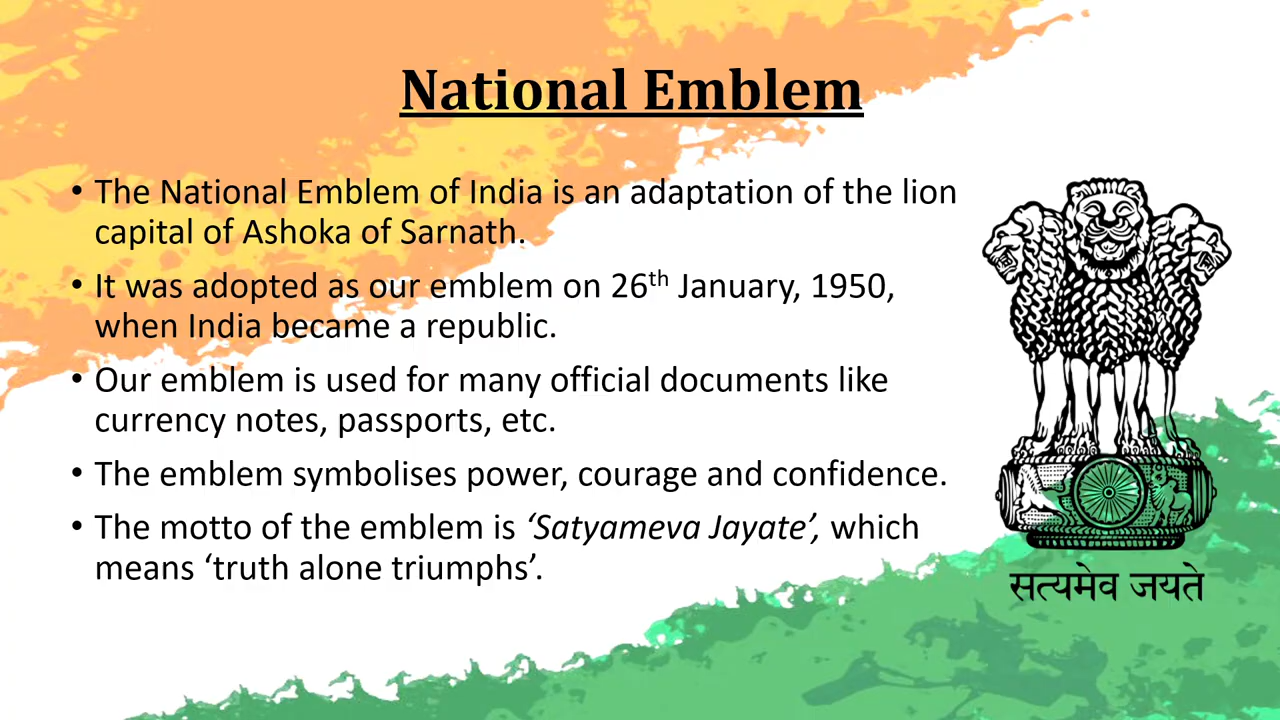 National Emblem
• The National Emblem of India is an adaptation of the lion
capital of Ashoka of Sarnath.
• It was adopted as our emblem on 26th January, 1950,
when India became a republic.
• Our emblem is used for many official documents like
currency notes, passports, etc.
• The emblem symbolises power, courage and confidence.
• The motto of the emblem is ‘Satyameva Jayate’, which
means ‘truth alone triumphs’.
सत्यमेव जयते